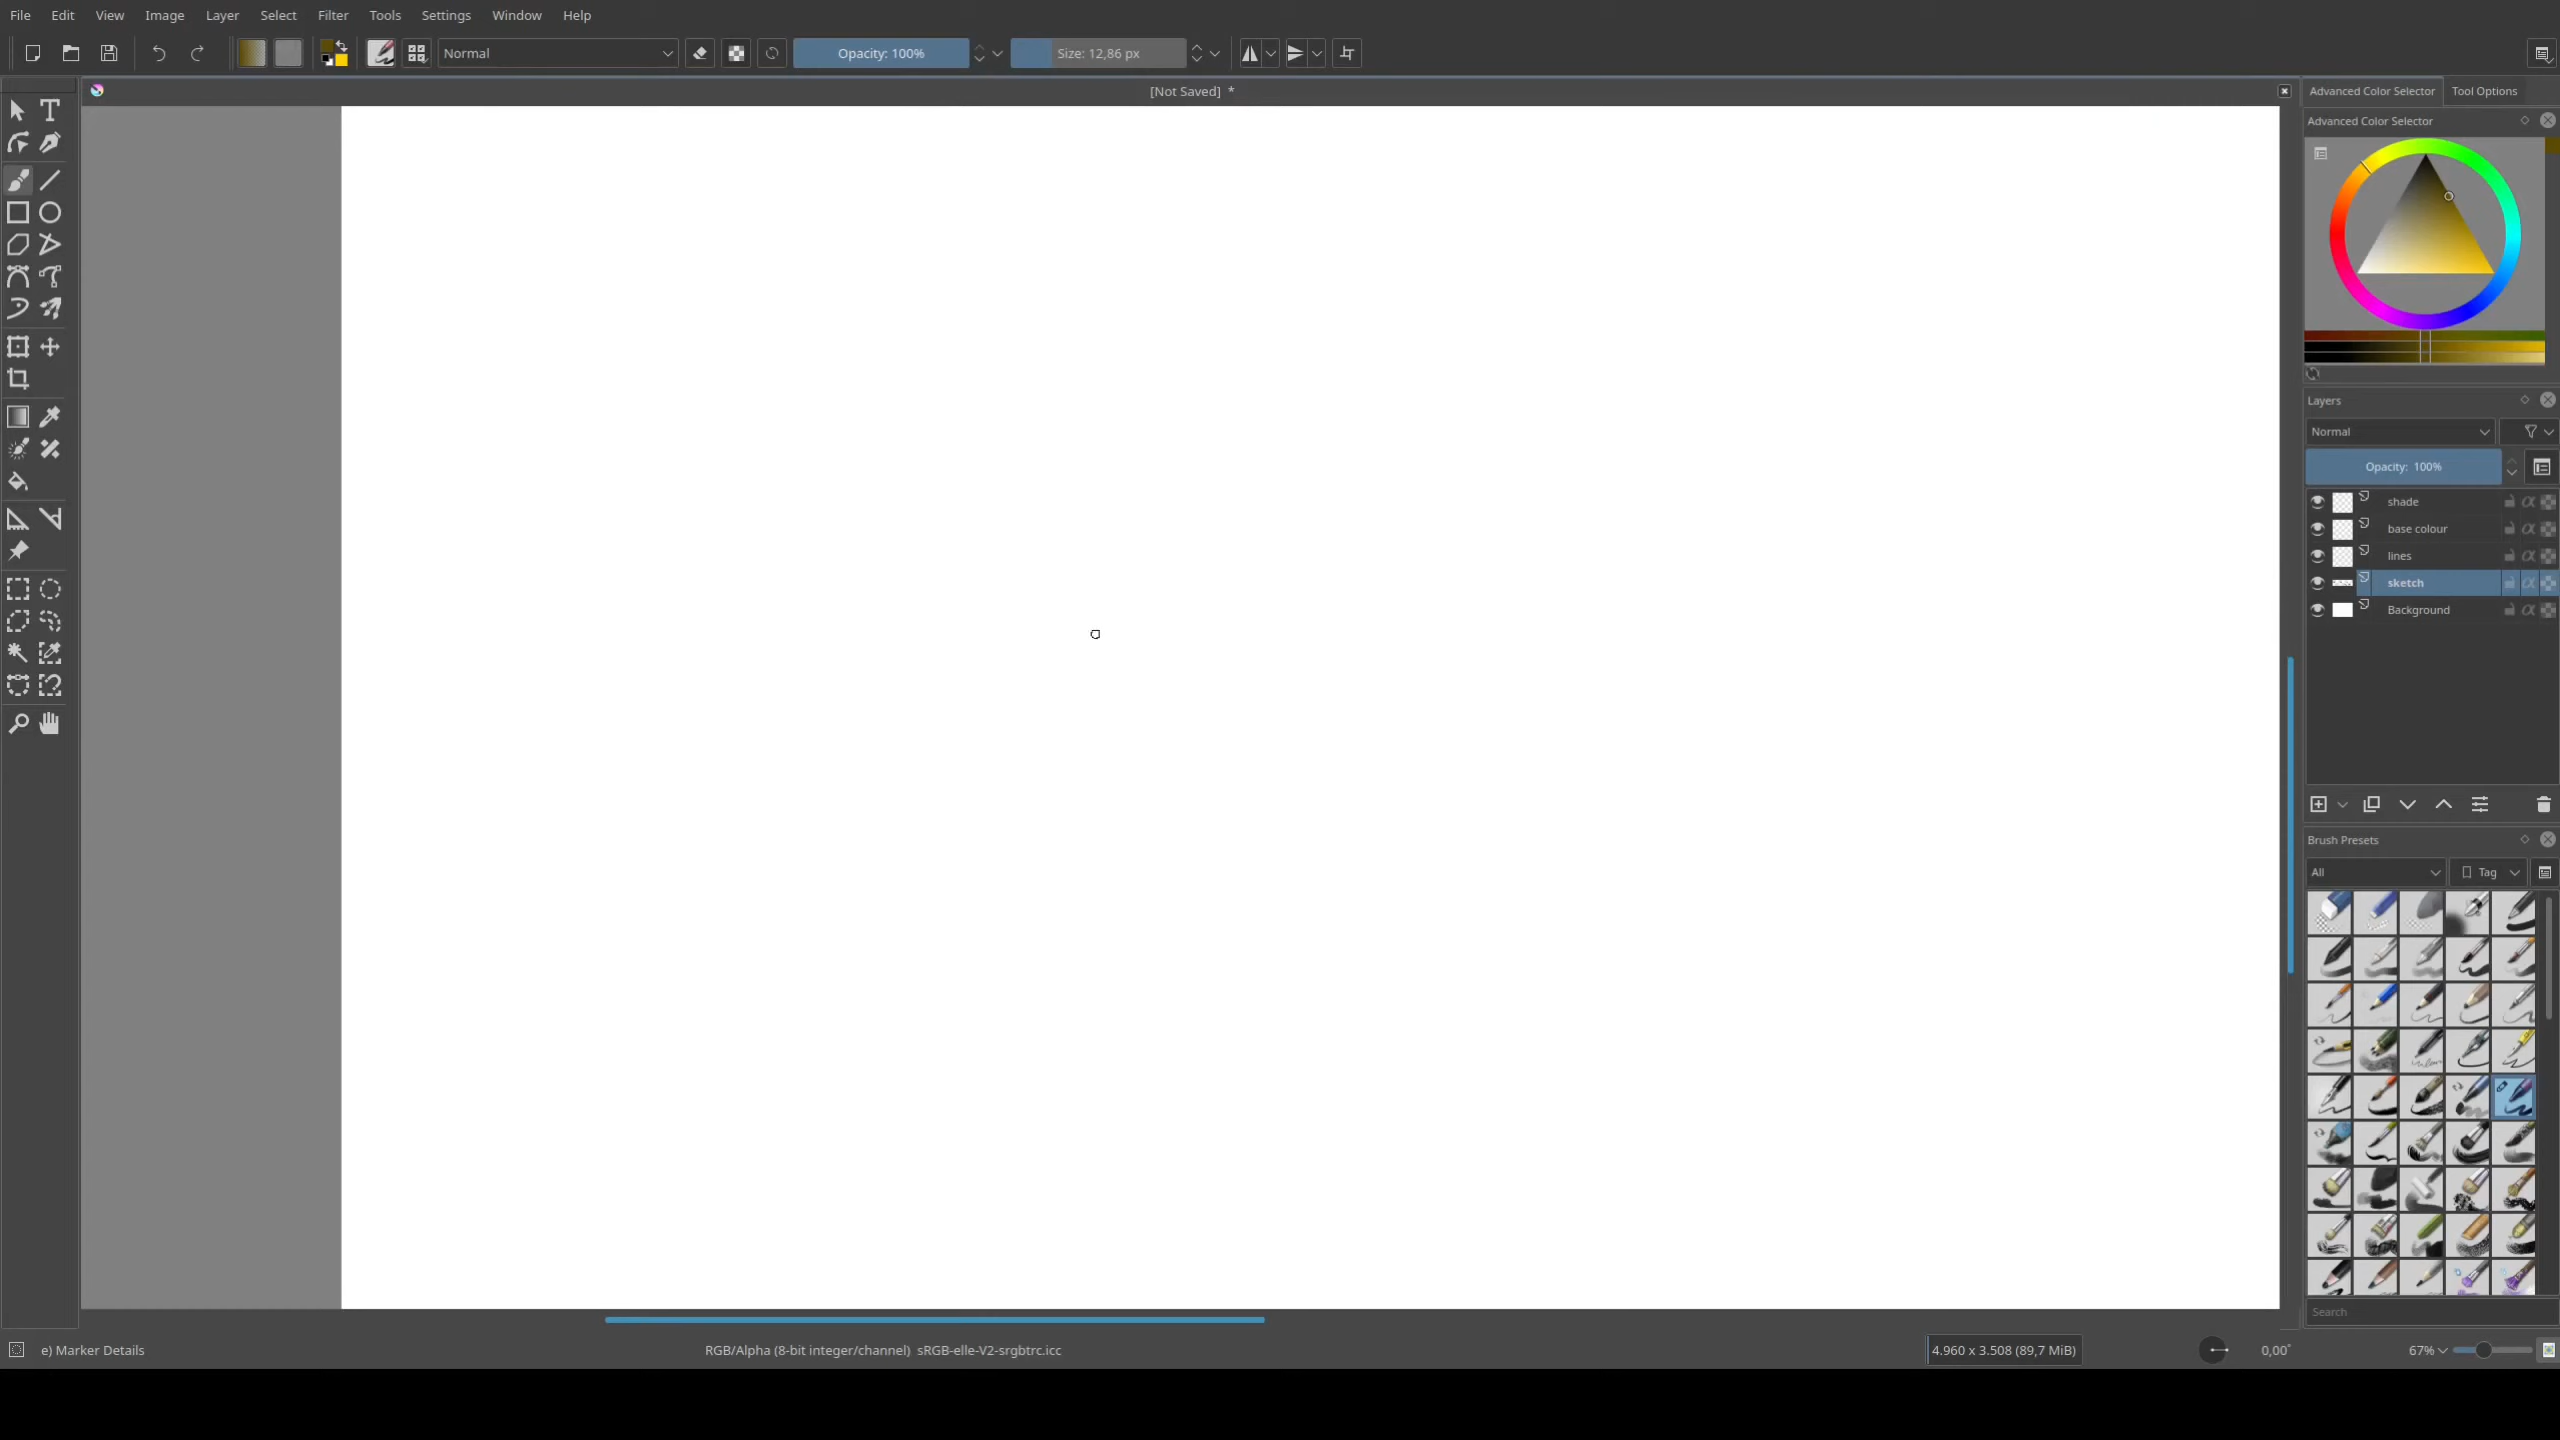 File Edit View Image Layer Select Filter Tools Settings Window Help
Normal Opacity: 100% Size: 12,86 px
[Not Saved] *
Advanced Color Selector Tool Options
Advanced Color Selector
Layers
Normal
Opacity: 100%
shade
base colour
lines
sketch
Background
Brush Presets
All Tag
Search
e) Marker Details RGB/Alpha (8-bit integer/channel) sRGB-elle-V2-srgbtrc.icc 4.960 x 3.508 (89,7 MiB) 0,00° 67%